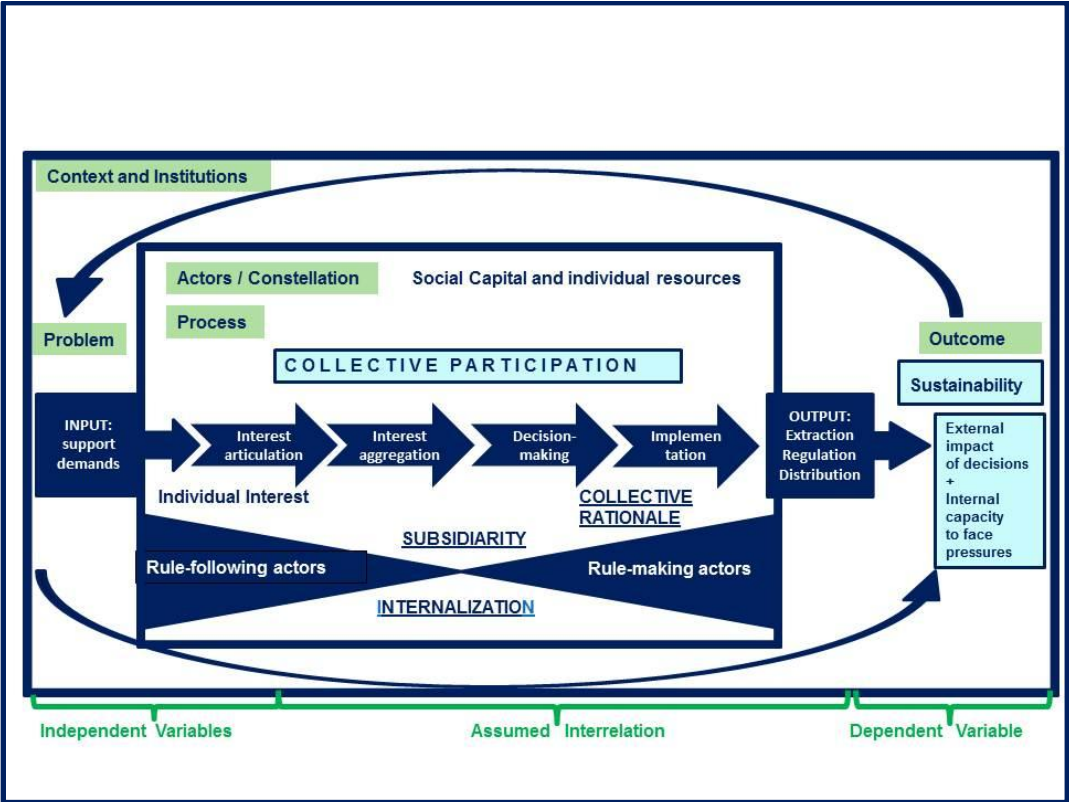 Context and Institutions
Actors / Constellation
Social Capital and individual resources
Process
Problem
Outcome
COLLECTIVE PARTICIPATION
Sustainability
INPUT:
support
demands
Interest
articulation
Interest
aggregation
Decision-
making
Implemen
tation
OUTPUT:
Extraction
Regulation
Distribution
External
impact
of decisions
+
Internal
capacity
to face
pressures
Individual Interest
COLLECTIVE
RATIONALE
SUBSIDIARITY
Rule-following actors
Rule-making actors
INTERNALIZATION
Independent Variables
Assumed Interrelation
Dependent Variable